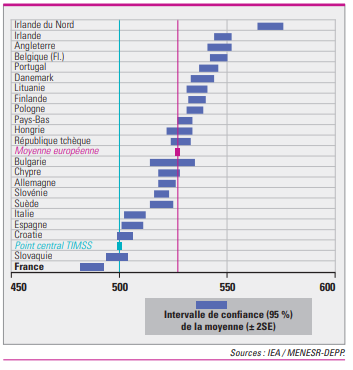 Irlande du Nord
Irlande
Angleterre
Belgique (Fl.)
Portugal
Danemark
Lituanie
Finlande
Pologne
Pays-Bas
Hongrie
République tchèque
Moyenne européenne
Bulgarie
Chypre
Allemagne
Slovénie
Suède
Italie
Espagne
Croatie
Point central TIMSS
Slovaquie
France
450 500 550 600
Intervalle de confiance (95 %)
de la moyenne (± 2SE)
Sources : IEA / MENESR-DEPP.